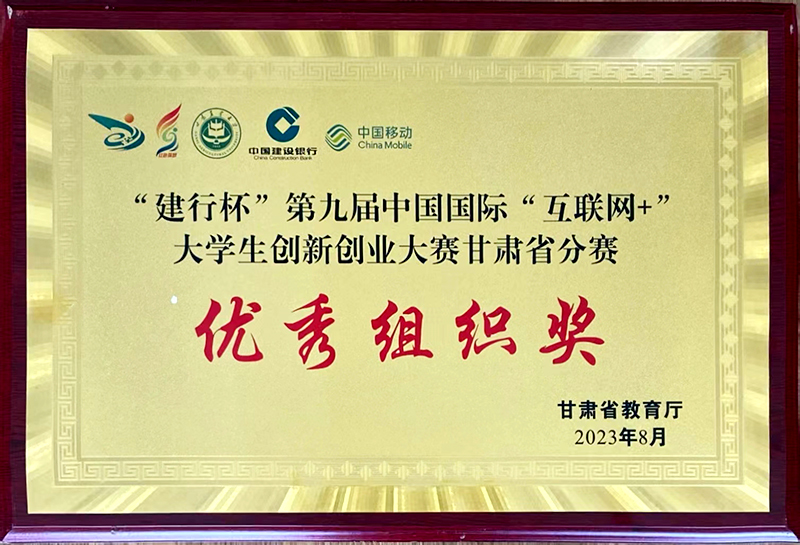 中国建设银行
China Construction Bank
中国移动
China Mobile
“建行杯”第九届中国国际“互联网+”
大学生创新创业大赛甘肃省分赛
优秀组织奖
甘肃省教育厅
2023年8月